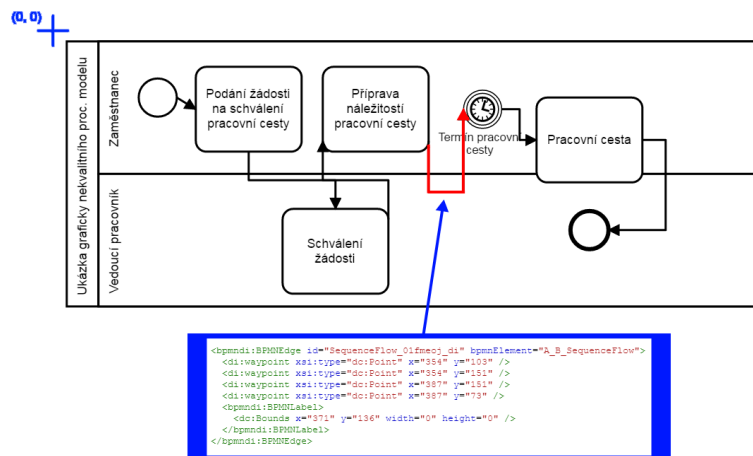 (0, 0)
Ukázka graficky nekvalitního proc. modelu
Zaměstnanec
Podání žádosti
na schválení
pracovní cesty
Příprava
náležitostí
pracovní cesty
Termín pracovní
cesty
Pracovní cesta
Vedoucí pracovník
Schválení
žádosti
<bpmndi:BPMNEdge id="SequenceFlow_01fmeoj_di" bpmnElement="A_B_SequenceFlow">
<di:waypoint xsi:type="dc:Point" x="354" y="103" />
<di:waypoint xsi:type="dc:Point" x="354" y="151" />
<di:waypoint xsi:type="dc:Point" x="387" y="151" />
<di:waypoint xsi:type="dc:Point" x="387" y="73" />
<bpmndi:BPMNLabel>
<dc:Bounds x="371" y="136" width="0" height="0" />
</bpmndi:BPMNLabel>
</bpmndi:BPMNEdge>